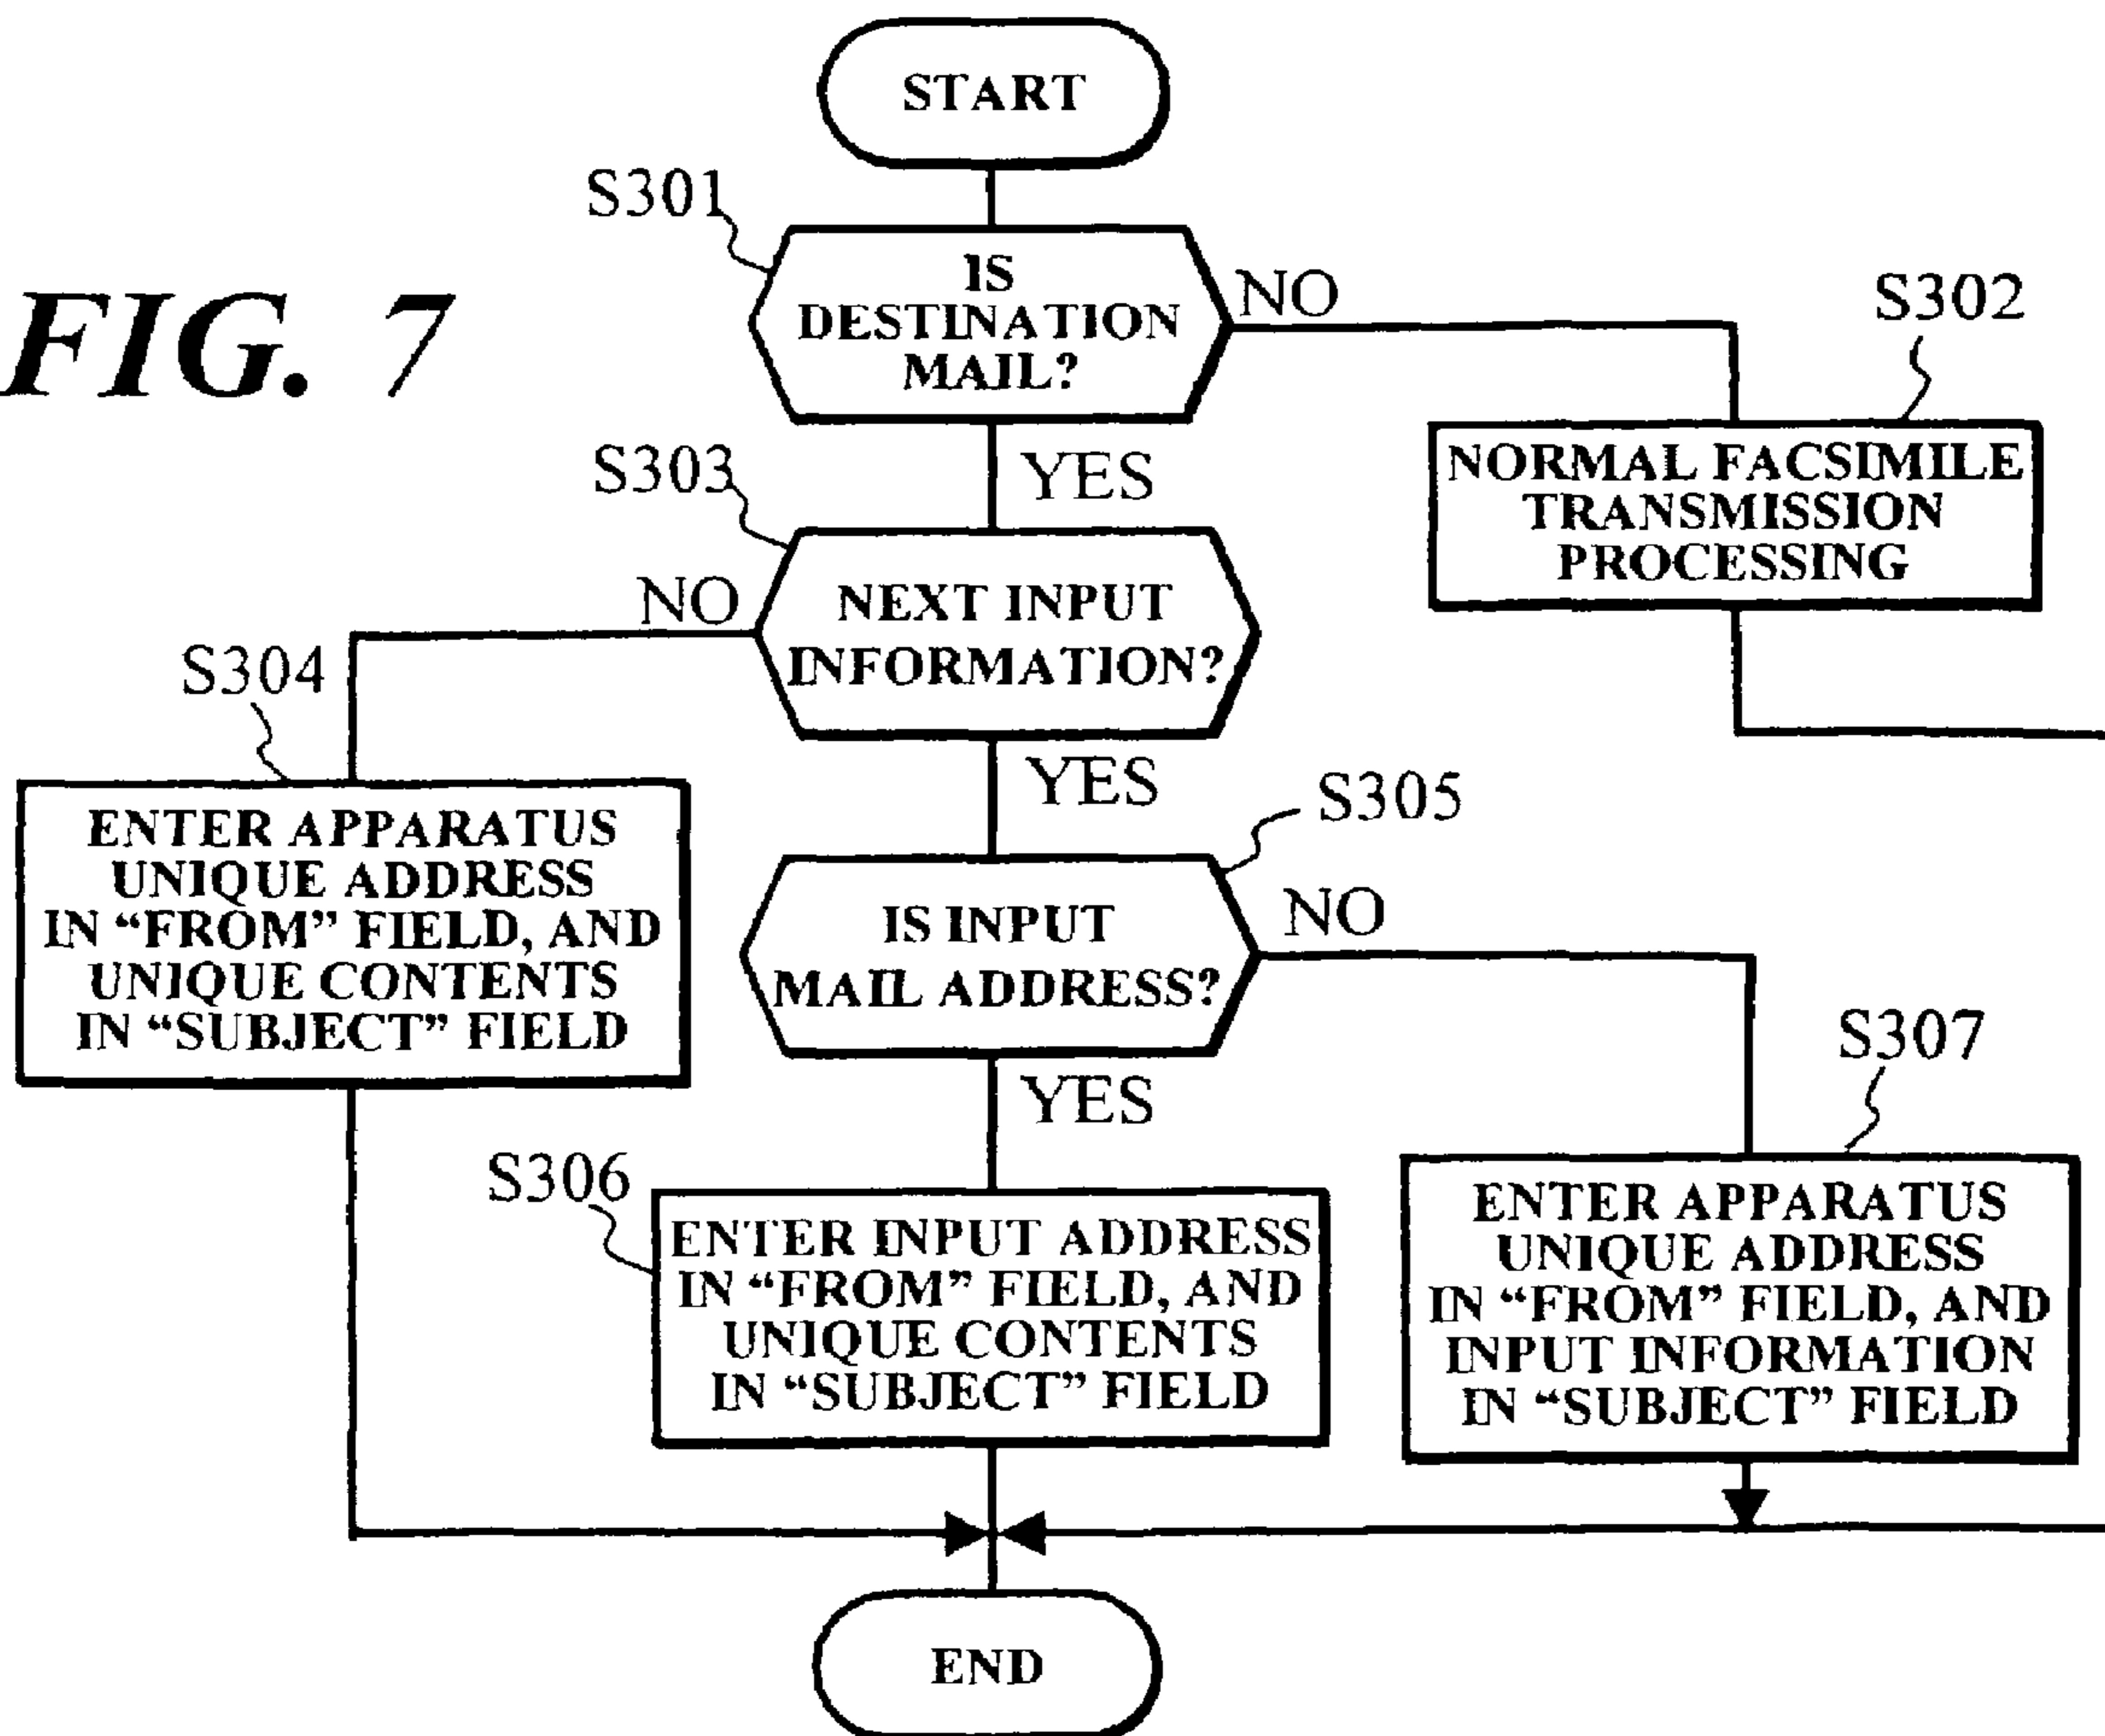 FIG. 7
START
S301
IS
DESTINATION
MAIL?
NO
S302
NORMAL FACSIMILE
TRANSMISSION
PROCESSING
YES
S303
NEXT INPUT
INFORMATION?
NO
S304
ENTER APPARATUS
UNIQUE ADDRESS
IN “FROM” FIELD, AND
UNIQUE CONTENTS
IN “SUBJECT” FIELD
YES
S305
IS INPUT
MAIL ADDRESS?
NO
S307
ENTER APPARATUS
UNIQUE ADDRESS
IN “FROM” FIELD, AND
INPUT INFORMATION
IN “SUBJECT” FIELD
YES
S306
ENTER INPUT ADDRESS
IN “FROM” FIELD, AND
UNIQUE CONTENTS
IN “SUBJECT” FIELD
END